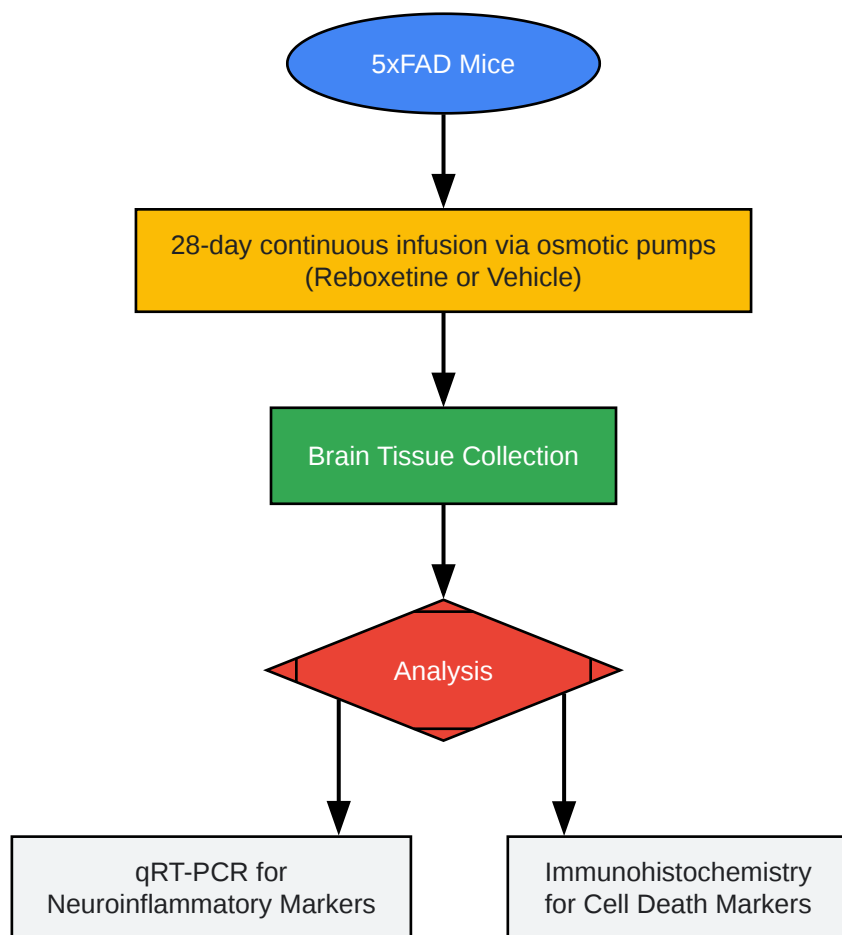 5xFAD Mice
28-day continuous infusion via osmotic pumps
(Reboxetine or Vehicle)
Brain Tissue Collection
Analysis
qRT-PCR for
Neuroinflammatory Markers
Immunohistochemistry
for Cell Death Markers